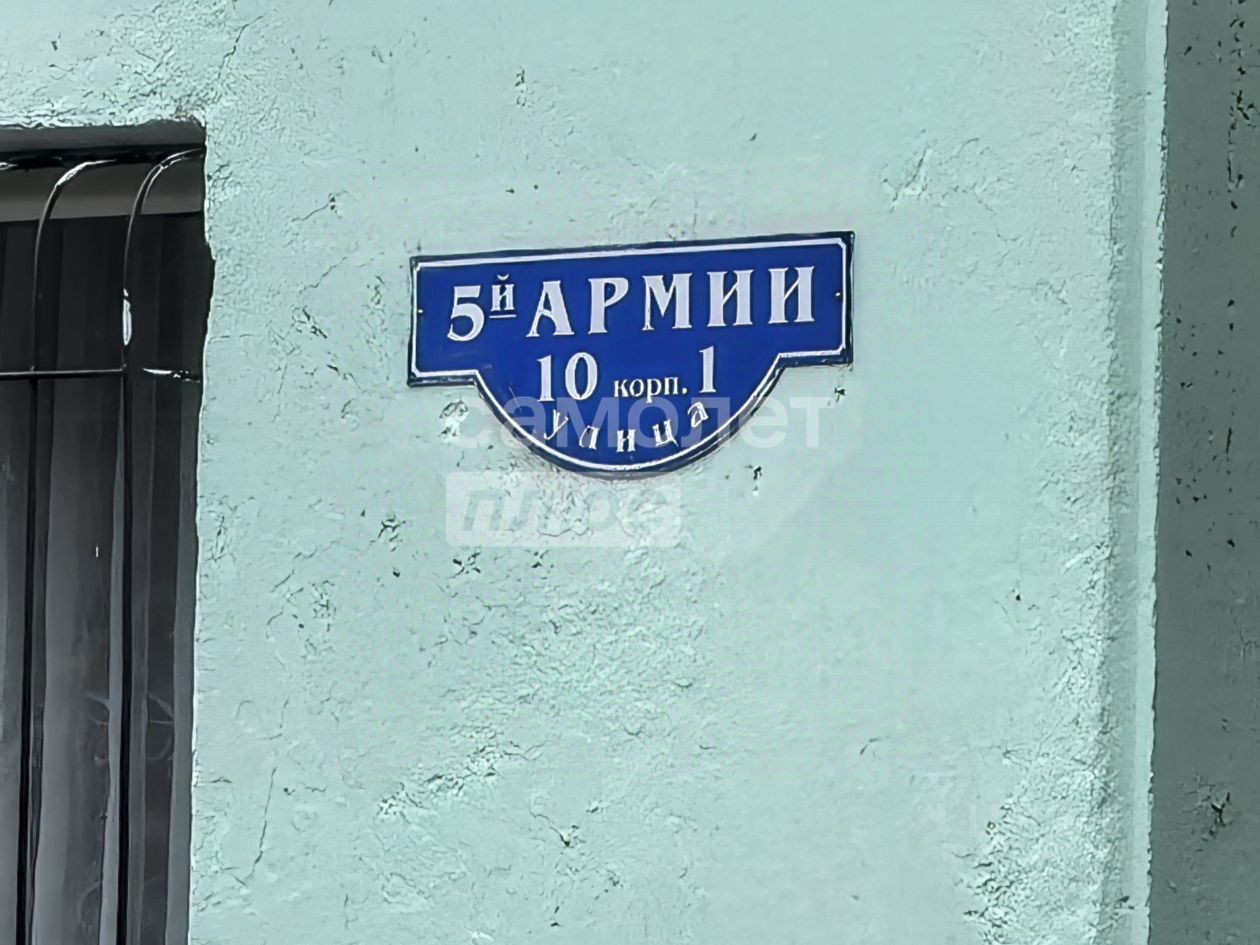 5й АРМИИ
10 корп. 1
улица
самолет
плюс